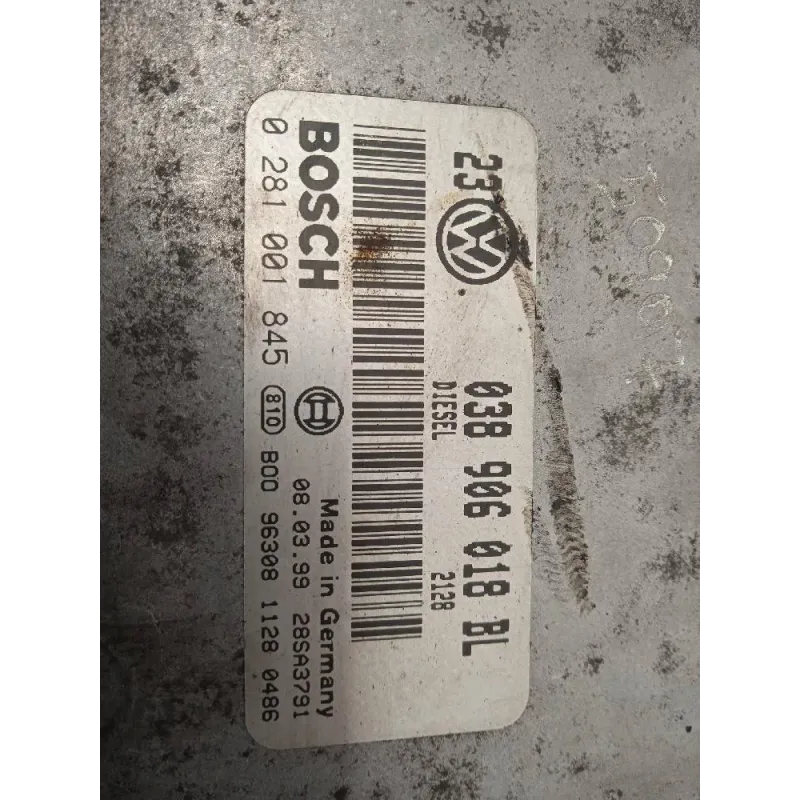 23
038 906 018 BL
DIESEL 2128
BOSCH
Made in Germany
0 281 001 845
08.03.99 28SA3791
810 B00 96308 1128 0486